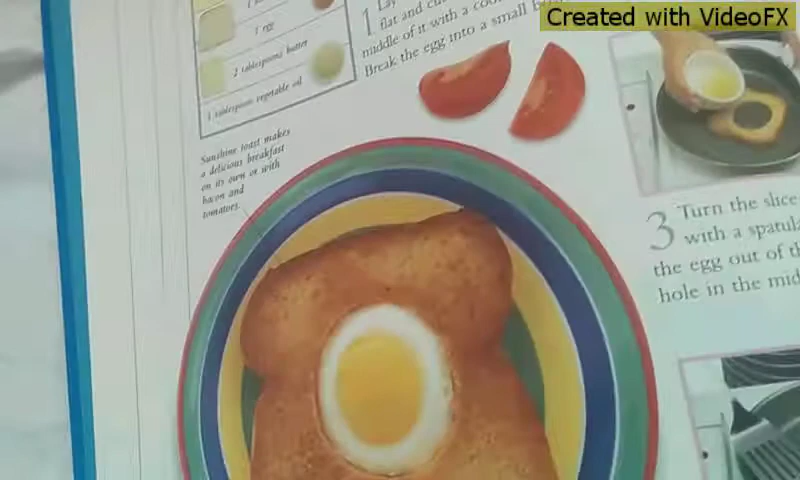 Created with VideoFX
1 egg
2 tablespoons butter
1 tablespoon vegetable oil
1 Lay
flat and
middle of it with a
Break the egg into a small
Sunshine toast makes
a delicious breakfast
on its own or with
bacon and
tomatoes.
3 Turn the slice
with a spatula
the egg out of
hole in the mid